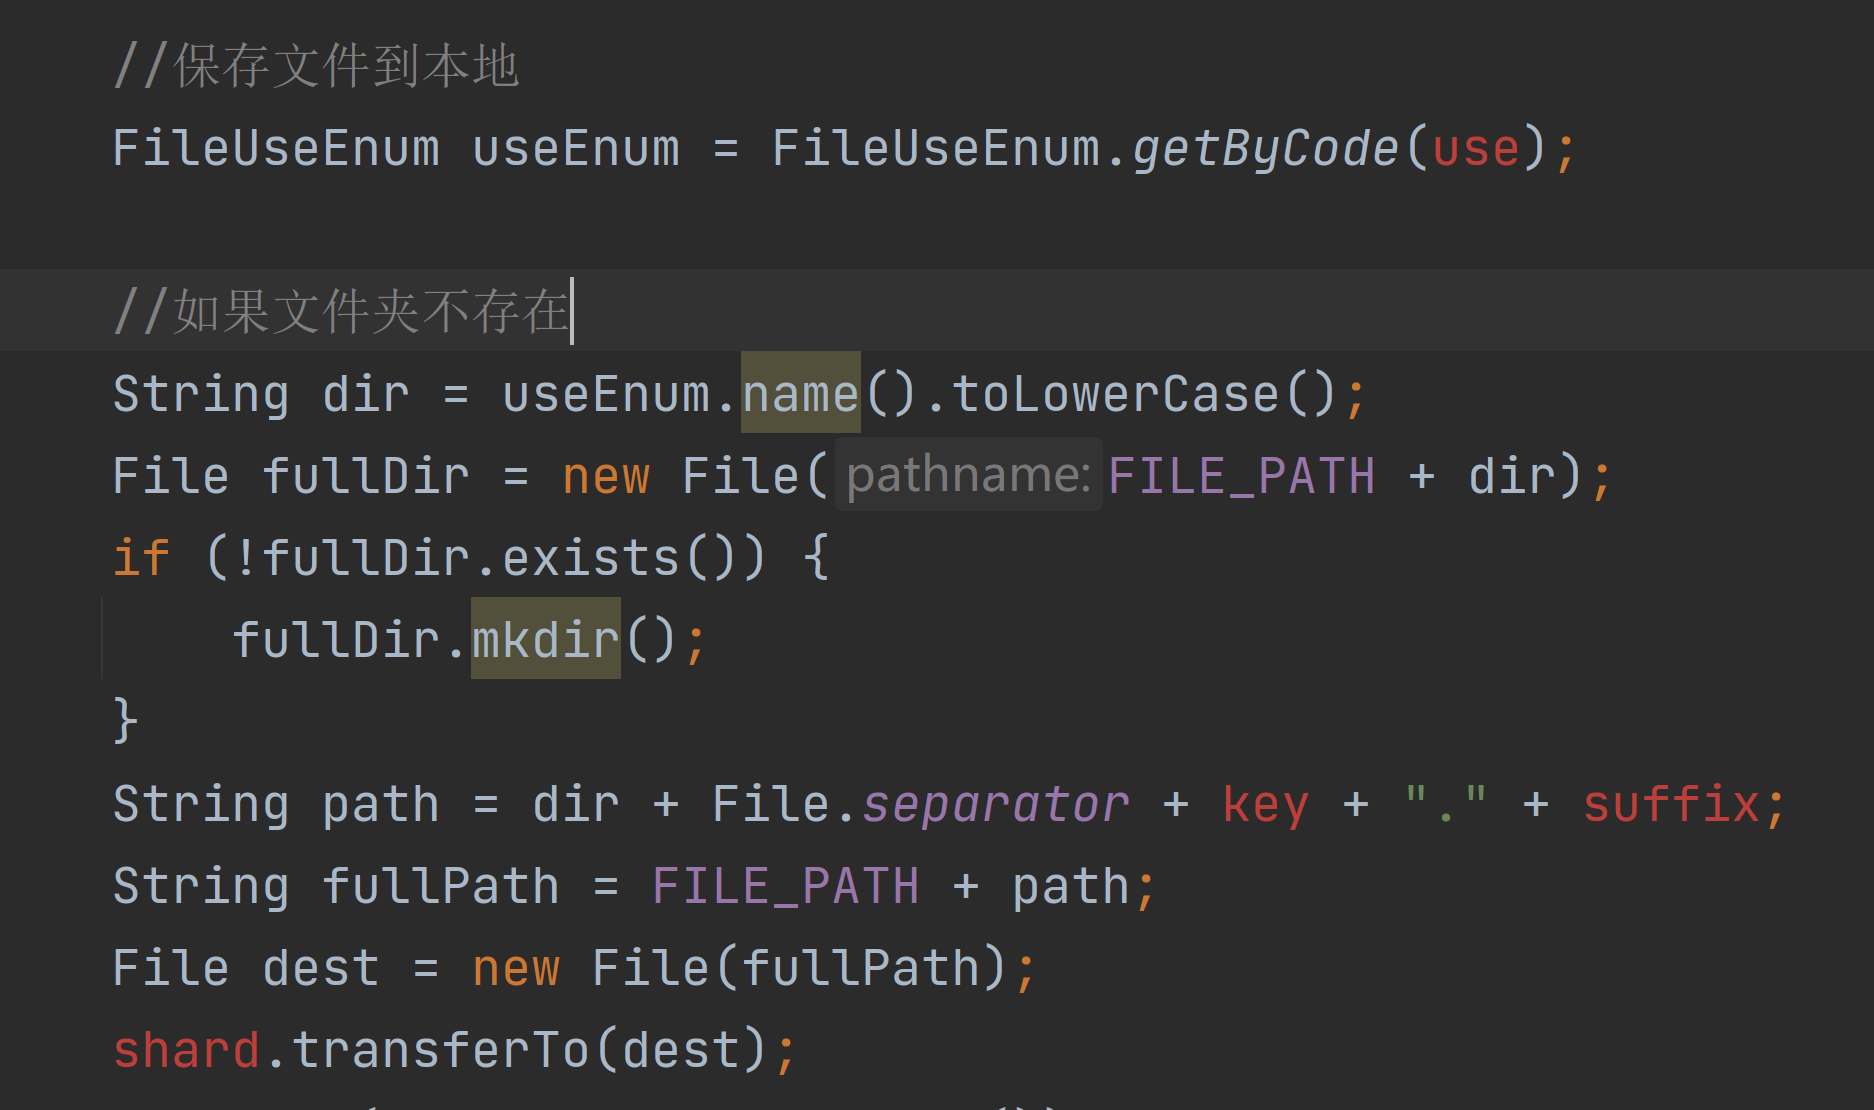 //保存文件到本地
FileUseEnum useEnum = FileUseEnum.getByCode(use);
//如果文件夹不存在
String dir = useEnum.name().toLowerCase();
File fullDir = new File(pathname: FILE_PATH + dir);
if (!fullDir.exists()) {
    fullDir.mkdir();
}
String path = dir + File.separator + key + "." + suffix;
String fullPath = FILE_PATH + path;
File dest = new File(fullPath);
shard.transferTo(dest);